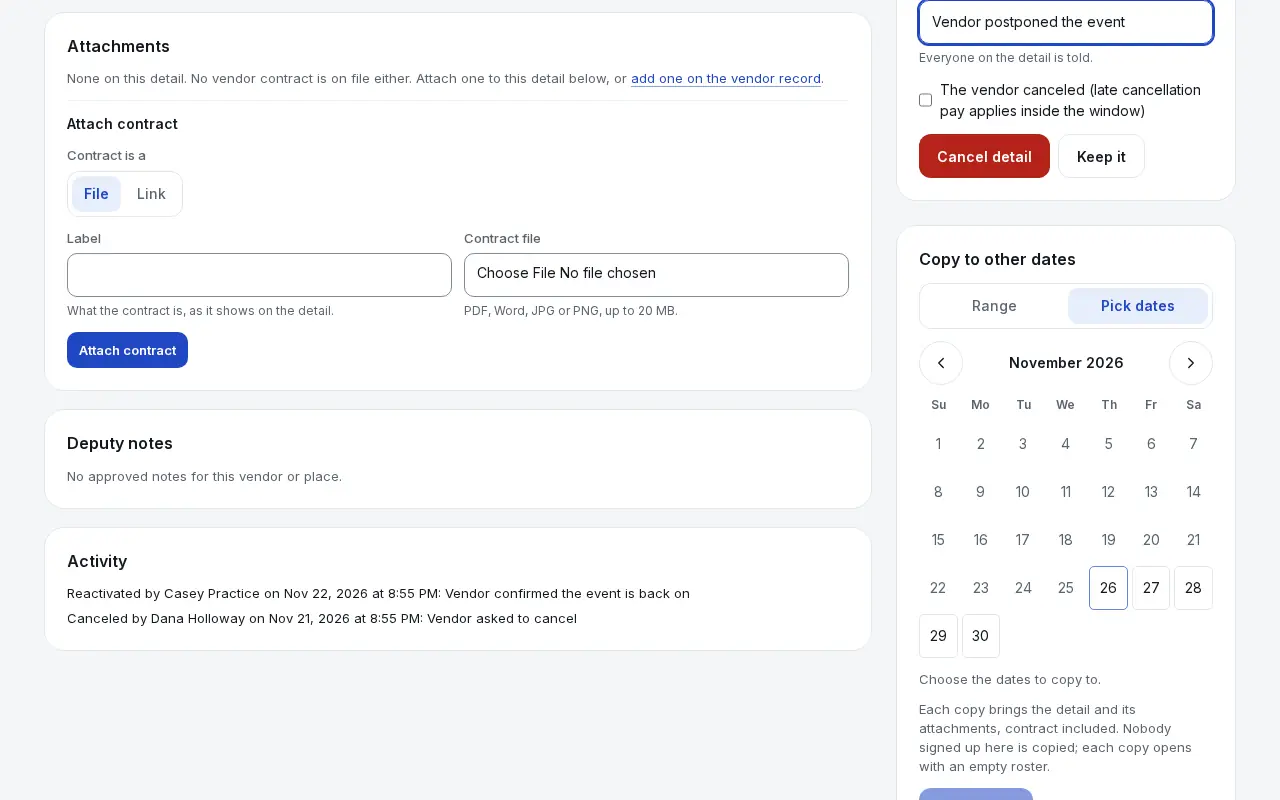 Attachments
None on this detail. No vendor contract is on file either. Attach one to this detail below, or add one on the vendor record.
Attach contract
Contract is a
File
Link
Label
Contract file
Choose File No file chosen
What the contract is, as it shows on the detail.
PDF, Word, JPG or PNG, up to 20 MB.
Attach contract
Deputy notes
No approved notes for this vendor or place.
Activity
Reactivated by Casey Practice on Nov 22, 2026 at 8:55 PM: Vendor confirmed the event is back on
Canceled by Dana Holloway on Nov 21, 2026 at 8:55 PM: Vendor asked to cancel
Vendor postponed the event
Everyone on the detail is told.
The vendor canceled (late cancellation
pay applies inside the window)
Cancel detail
Keep it
Copy to other dates
Range
Pick dates
November 2026
Su Mo Tu We Th Fr Sa
1 2 3 4 5 6 7
8 9 10 11 12 13 14
15 16 17 18 19 20 21
22 23 24 25 26 27 28
29 30
Choose the dates to copy to.
Each copy brings the detail and its
attachments, contract included. Nobody
signed up here is copied; each copy opens
with an empty roster.